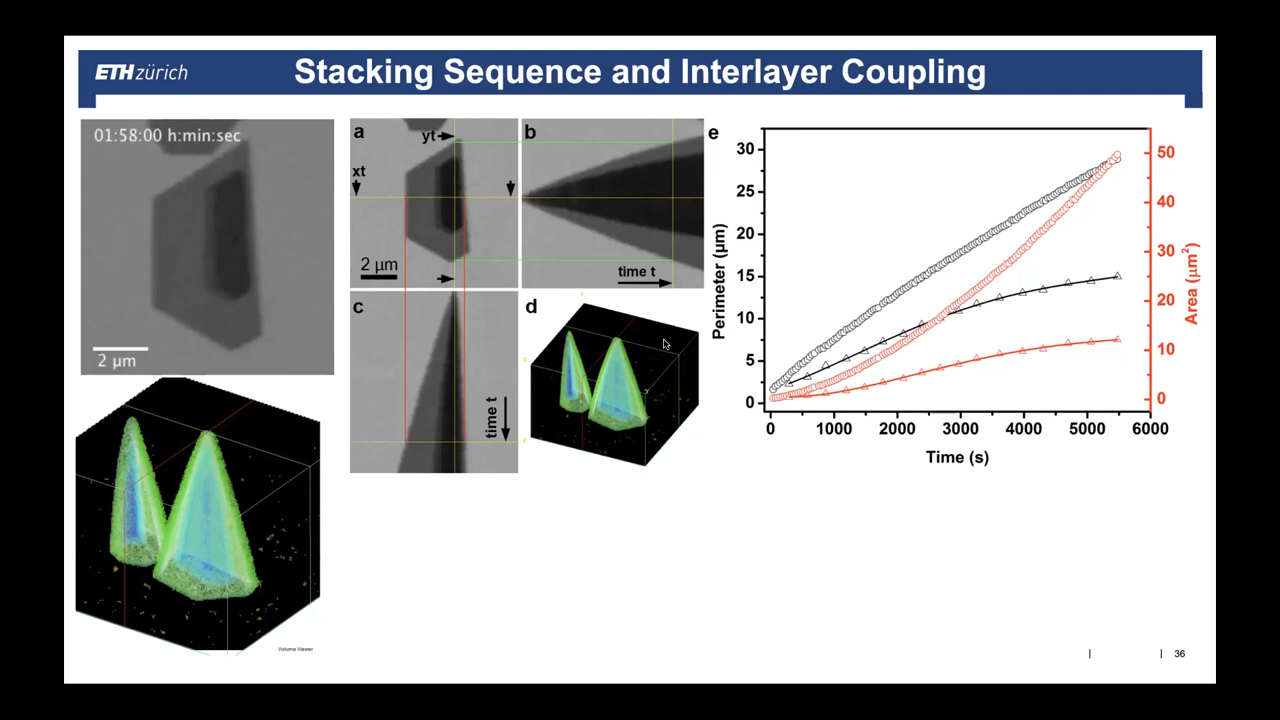 ETH zürich
Stacking Sequence and Interlayer Coupling
01:58:00 h:min:sec
2 µm
a
yt
xt
2 µm
b
time t
c
time t
d
Volume Viewer
e
30
25
20
15
10
5
0
Perimeter (µm)
50
40
30
20
10
0
Area (µm²)
0 1000 2000 3000 4000 5000 6000
Time (s)
| | 36